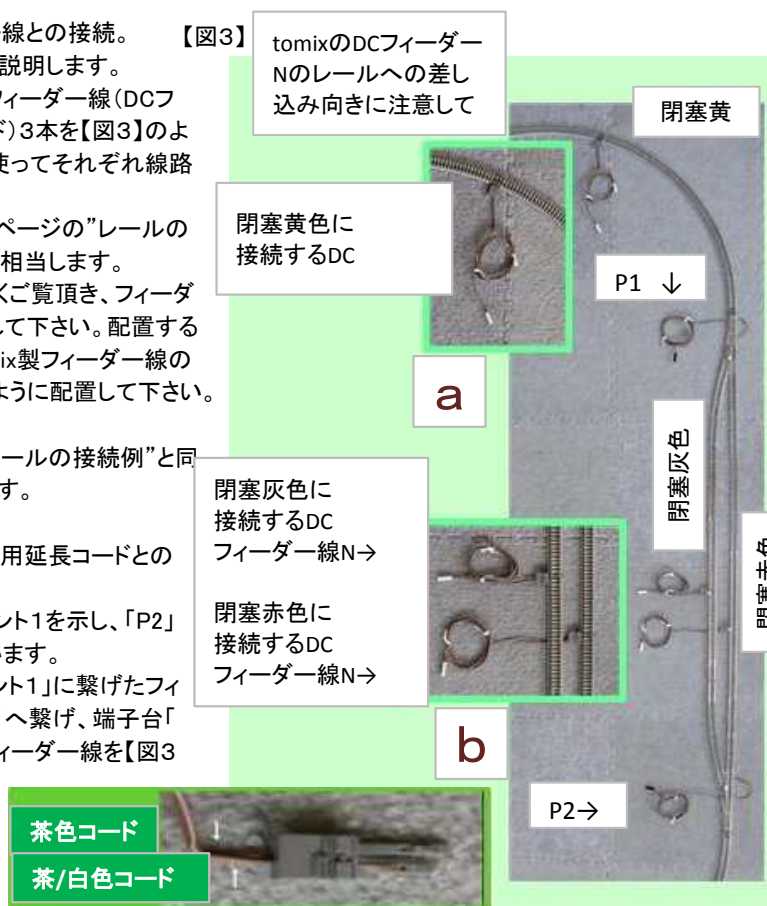 線との接続。
説明します。
フィーダー線(DCフ
ド)3本を【図3】のよ
使ってそれぞれ線路
ページの”レールの
相当します。
くご覧頂き、フィーダ
して下さい。配置する
ix製フィーダー線の
ように配置して下さい。
ールの接続例”と同
す。
用延長コードとの
ント1を示し、「P2」
います。
ント1」に繋げたフィ
へ繋げ、端子台「
ィーダー線を【図3
【図3】
tomixのDCフィーダー
Nのレールへの差し
込み向きに注意して
閉塞黄
閉塞黄色に
接続するDC
P1 ↓
a
閉塞灰色
閉塞赤色
閉塞灰色に
接続するDC
フィーダー線N→
閉塞赤色に
接続するDC
フィーダー線N→
b
P2→
茶色コード
茶/白色コード